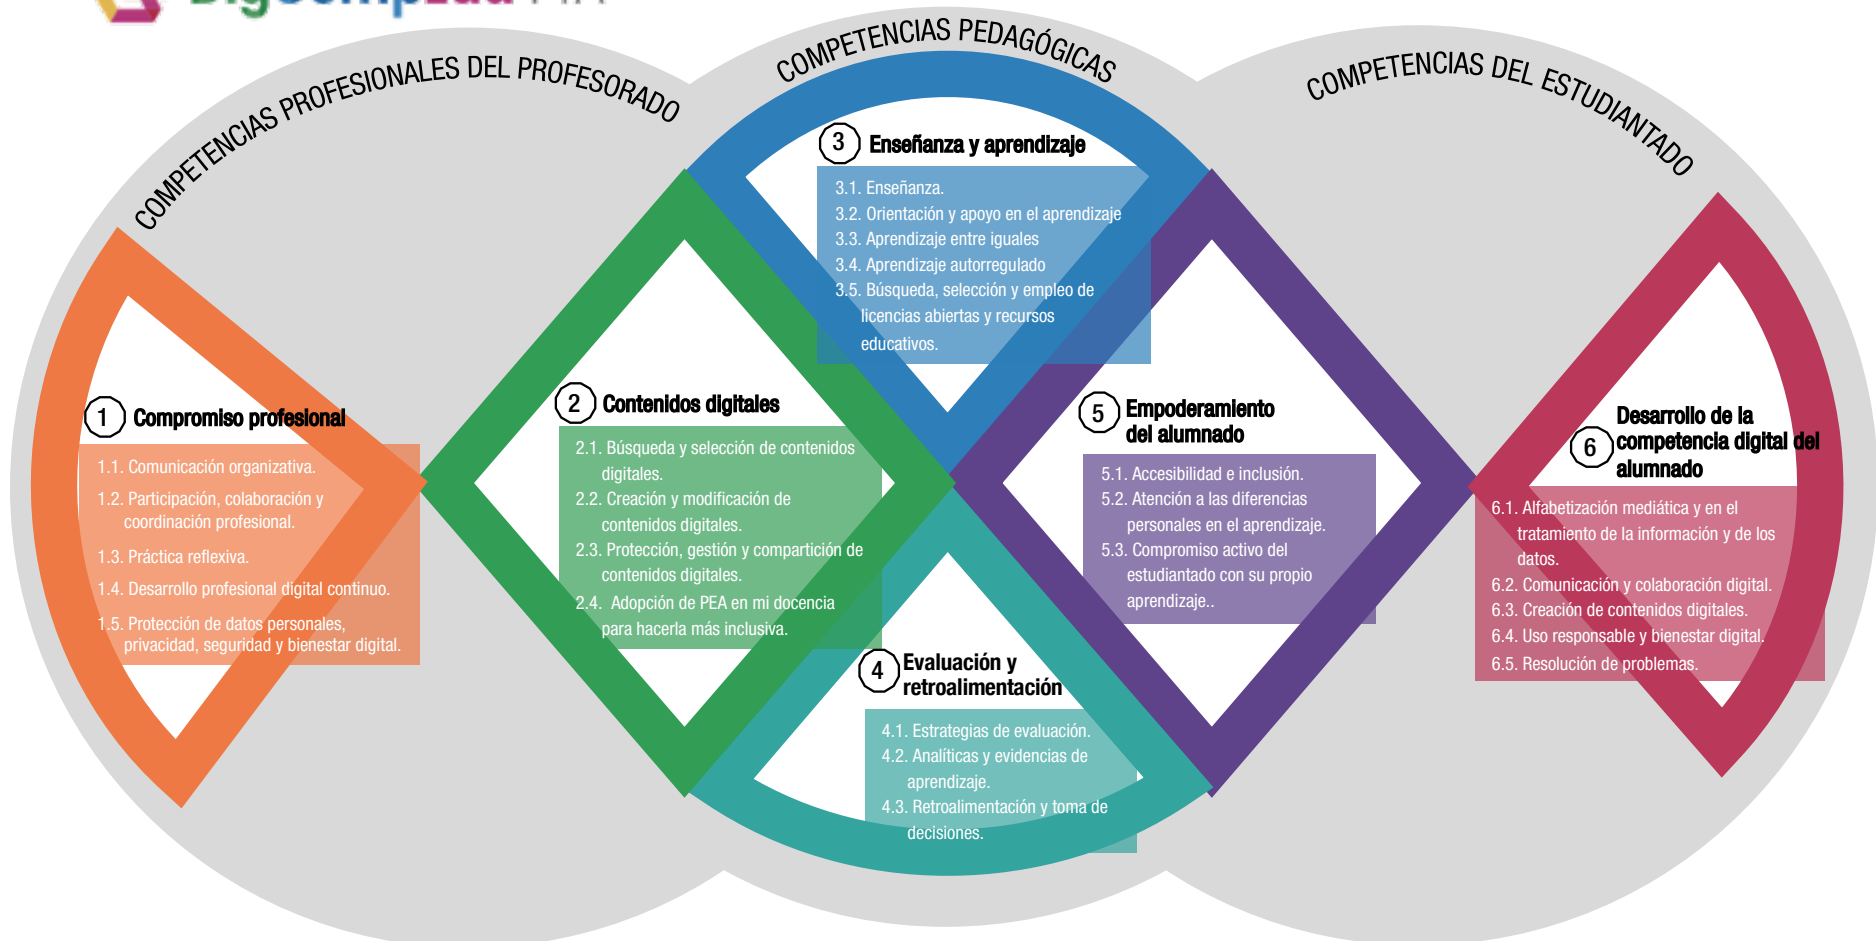 DigCompEdu
COMPETENCIAS PROFESIONALES DEL PROFESORADO
COMPETENCIAS PEDAGÓGICAS
COMPETENCIAS DEL ESTUDIANTADO
1 Compromiso profesional
1.1. Comunicación organizativa.
1.2. Participación, colaboración y
coordinación profesional.
1.3. Práctica reflexiva.
1.4. Desarrollo profesional digital continuo.
1.5. Protección de datos personales,
privacidad, seguridad y bienestar digital.
2 Contenidos digitales
2.1. Búsqueda y selección de contenidos
digitales.
2.2. Creación y modificación de
contenidos digitales.
2.3. Protección, gestión y compartición de
contenidos digitales.
2.4. Adopción de PEA en mi docencia
para hacerla más inclusiva.
3 Enseñanza y aprendizaje
3.1. Enseñanza.
3.2. Orientación y apoyo en el aprendizaje
3.3. Aprendizaje entre iguales
3.4. Aprendizaje autorregulado
3.5. Búsqueda, selección y empleo de
licencias abiertas y recursos
educativos.
4 Evaluación y
retroalimentación
4.1. Estrategias de evaluación.
4.2. Analíticas y evidencias de
aprendizaje.
4.3. Retroalimentación y toma de
decisiones.
5 Empoderamiento
del alumnado
5.1. Accesibilidad e inclusión.
5.2. Atención a las diferencias
personales en el aprendizaje.
5.3. Compromiso activo del
estudiantado con su propio
aprendizaje..
6 Desarrollo de la
competencia digital del
alumnado
6.1. Alfabetización mediática y en el
tratamiento de la información y de los
datos.
6.2. Comunicación y colaboración digital.
6.3. Creación de contenidos digitales.
6.4. Uso responsable y bienestar digital.
6.5. Resolución de problemas.